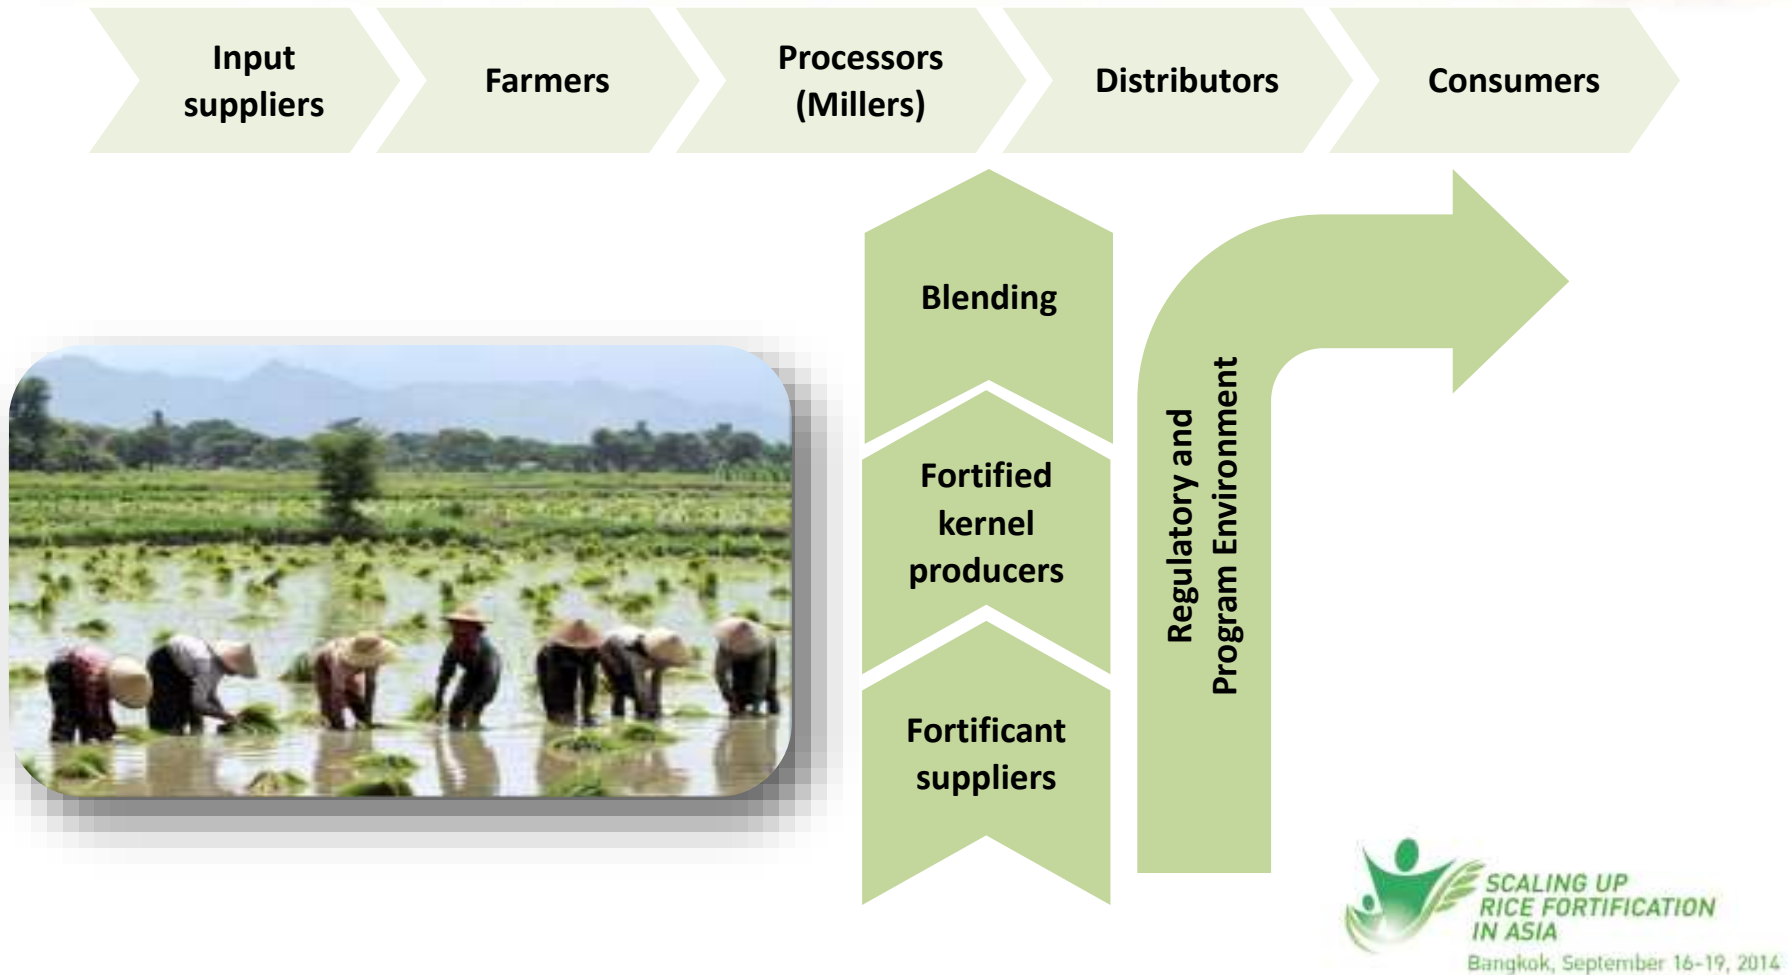 Input
suppliers
Farmers
Processors
(Millers)
Distributors
Consumers
Blending
Fortified
kernel
producers
Fortificant
suppliers
Regulatory and
Program Environment
SCALING UP
RICE FORTIFICATION
IN ASIA
Bangkok, September 16-19, 2014